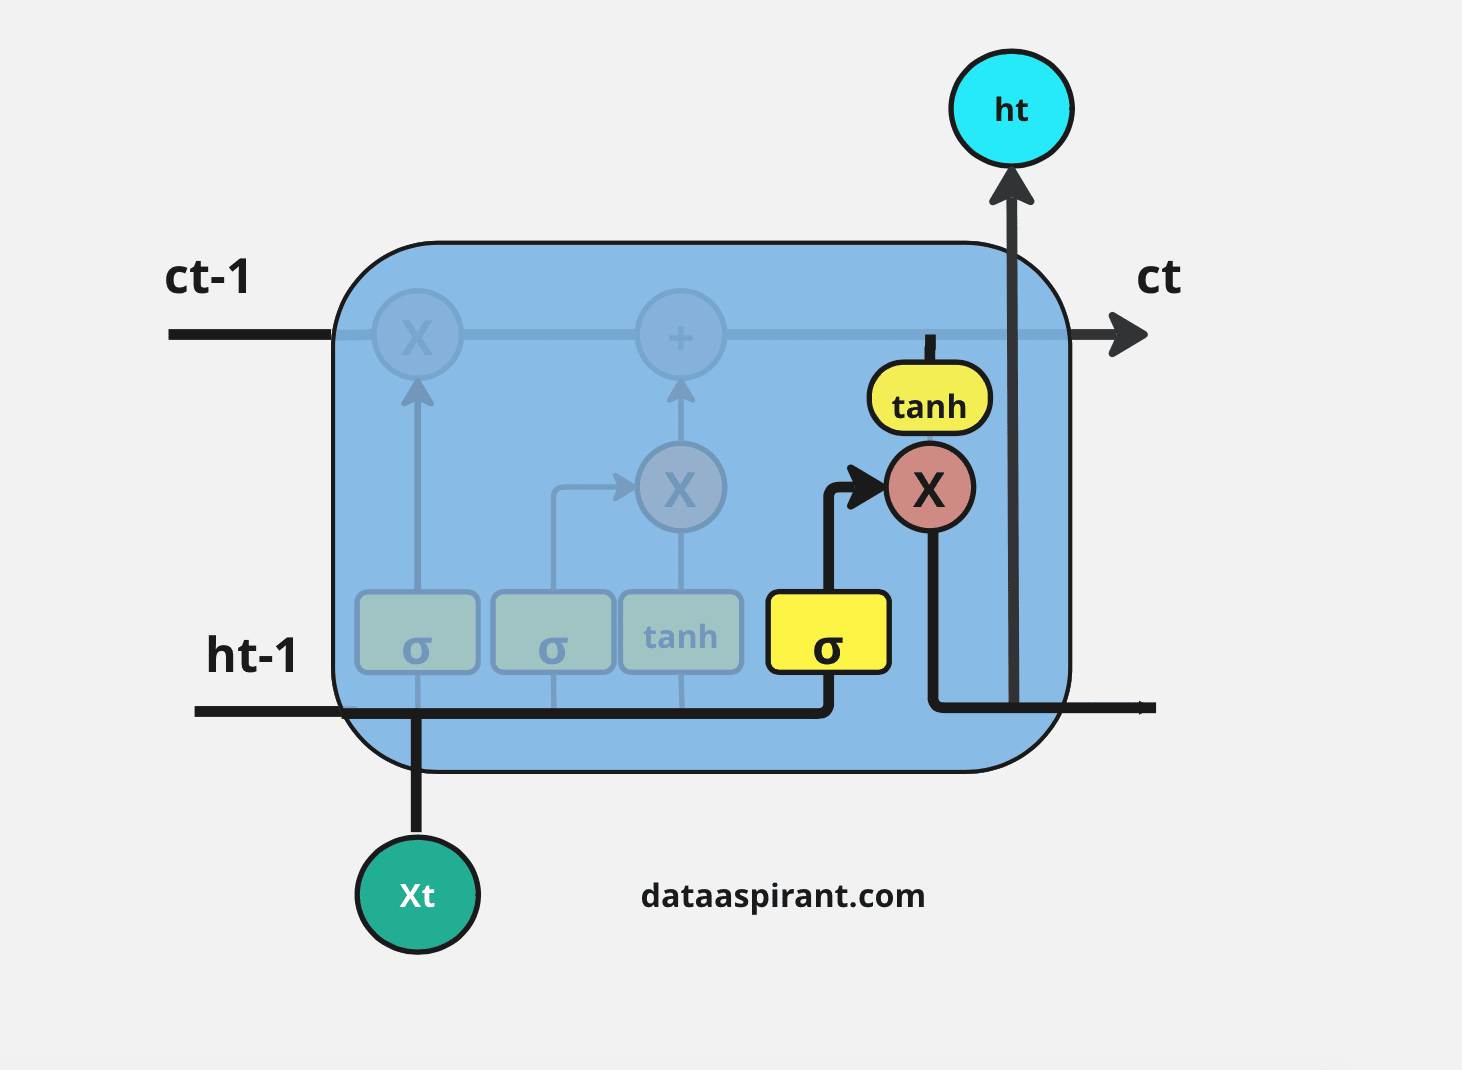 ht
ct-1
ct
X
+
tanh
X
X
σ
σ
tanh
σ
ht-1
Xt
dataaspirant.com